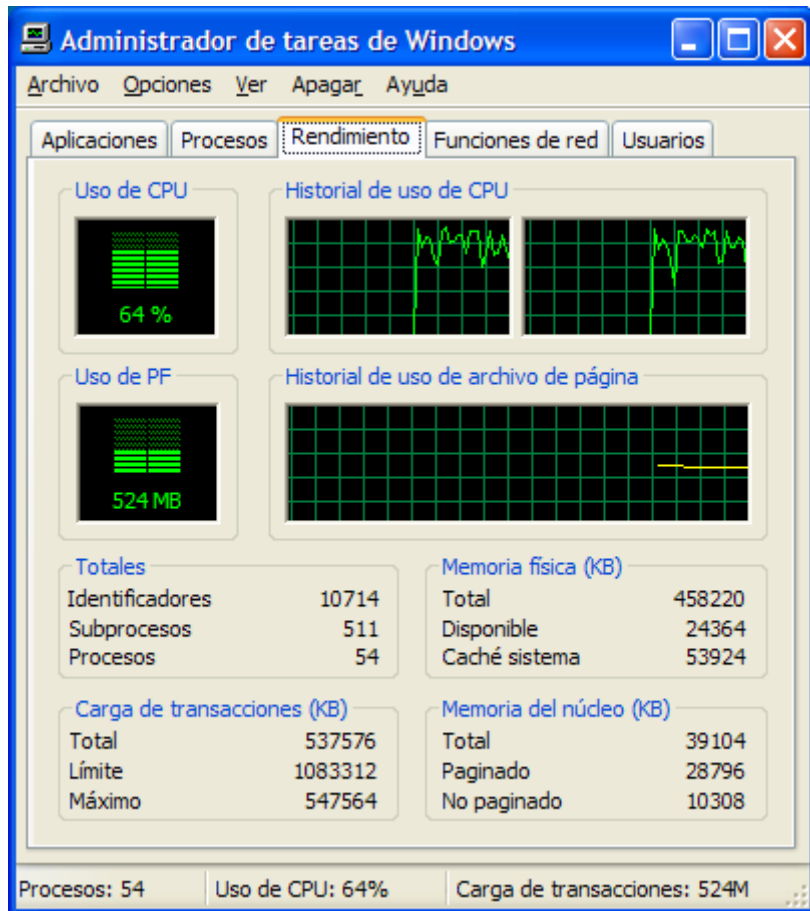 Administrador de tareas de Windows
Archivo Opciones Ver Apagar Ayuda
Aplicaciones Procesos Rendimiento Funciones de red Usuarios
Uso de CPU
64 %
Historial de uso de CPU
Uso de PF
524 MB
Historial de uso de archivo de página
Totales
Identificadores 10714
Subprocesos 511
Procesos 54
Memoria física (KB)
Total 458220
Disponible 24364
Caché sistema 53924
Carga de transacciones (KB)
Total 537576
Límite 1083312
Máximo 547564
Memoria del núcleo (KB)
Total 39104
Paginado 28796
No paginado 10308
Procesos: 54 Uso de CPU: 64% Carga de transacciones: 524M